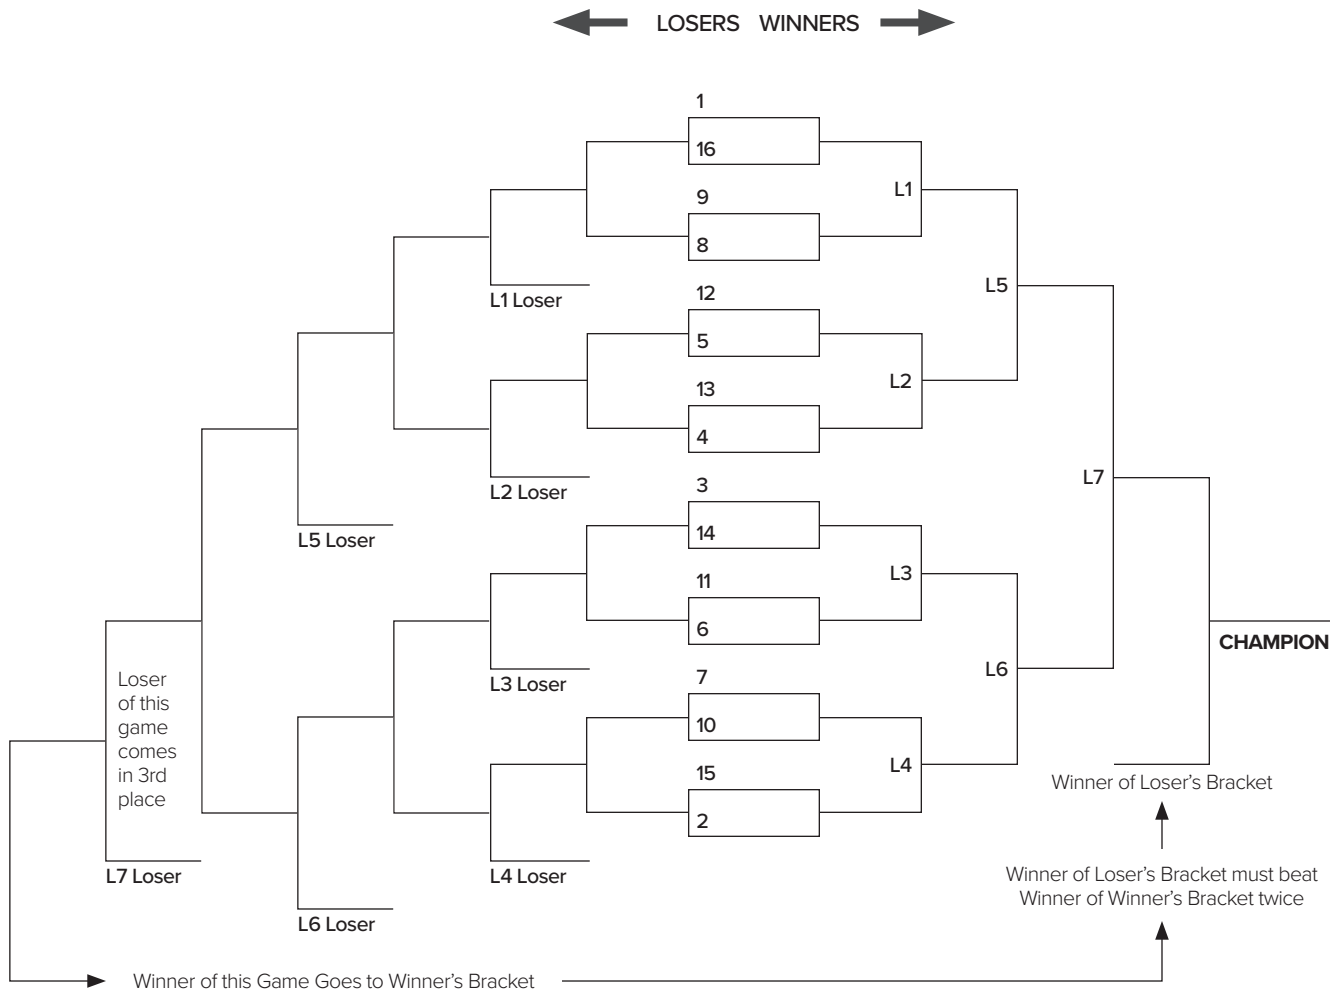 LOSERS WINNERS
1
16
L1
9
8
L5
L1 Loser
12
5
L2
13
4
L7
L2 Loser
3
14
L5 Loser
L3
11
6
CHAMPION
L6
L3 Loser
7
10
Loser
of this
game
comes
in 3rd
place
L4
15
2
Winner of Loser's Bracket
L7 Loser
L4 Loser
Winner of Loser's Bracket must beat
Winner of Winner's Bracket twice
L6 Loser
Winner of this Game Goes to Winner's Bracket